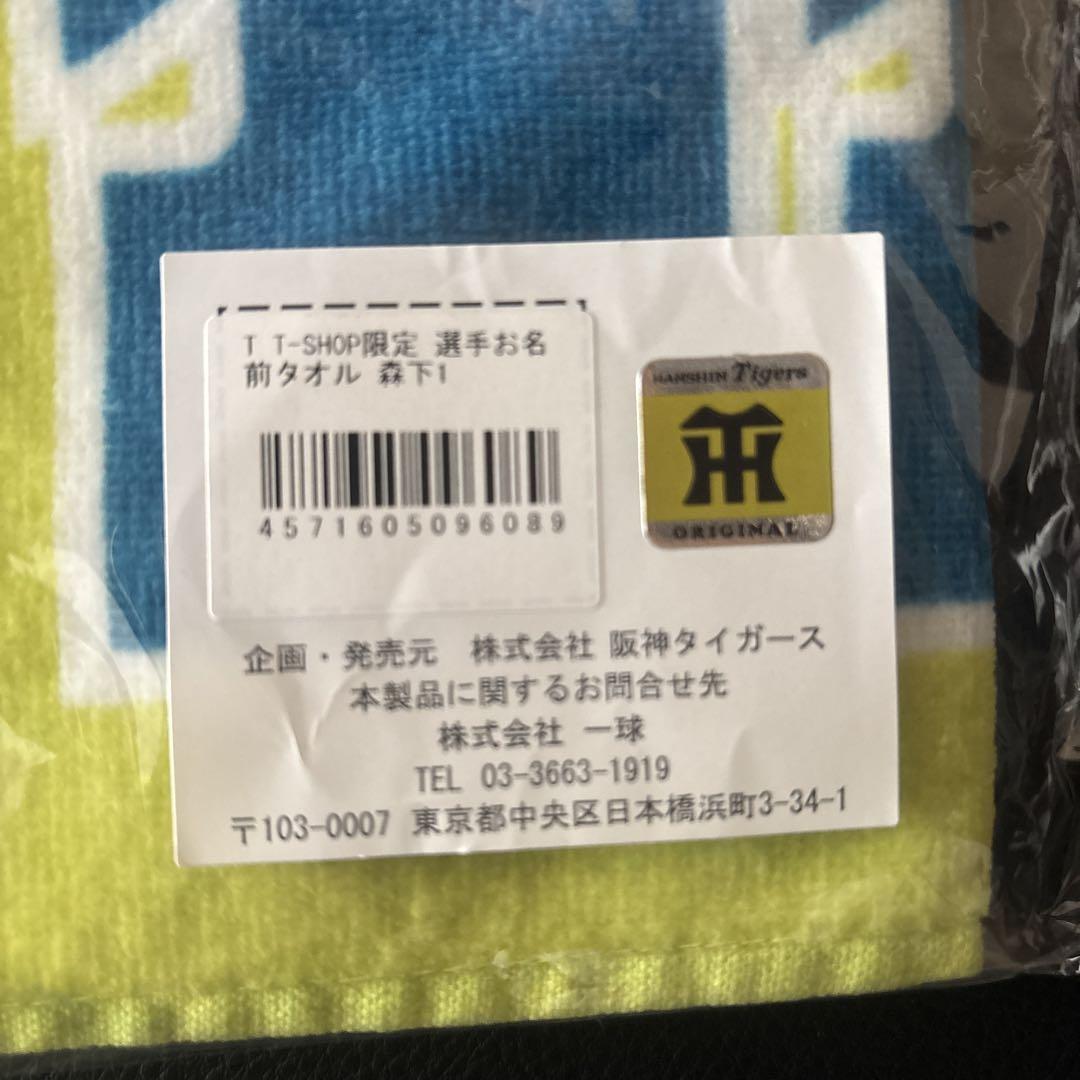 T T-SHOP限定 選手お名
前タオル 森下1
4571605096089
HANSHIN Tigers
ORIGINAL
企画・発売元 株式会社 阪神タイガース
本製品に関するお問合せ先
株式会社 一球
TEL 03-3663-1919
〒103-0007 東京都中央区日本橋浜町3-34-1